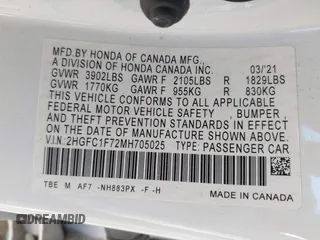 MFD.BY HONDA OF CANADA MFG.,
A DIVISION OF HONDA CANADA INC. 03/'21
GVWR 3902LBS GAWR F 2105LBS R 1829LBS
GVWR 1770KG GAWR F 955KG R 830KG
THIS VEHICLE CONFORMS TO ALL APPLICABLE
FEDERAL MOTOR VEHICLE SAFETY , BUMPER ,
AND THEFT PREVENTION STANDARDS IN EFFECT
ON THE DATE OF MANUFACTURE SHOWN ABOVE.
V.I.N:2HGFC1F72MH705025 TYPE: PASSENGER CAR
TBE M AF7 -NH883PX -F -H
MADE IN CANADA
DREAMBID